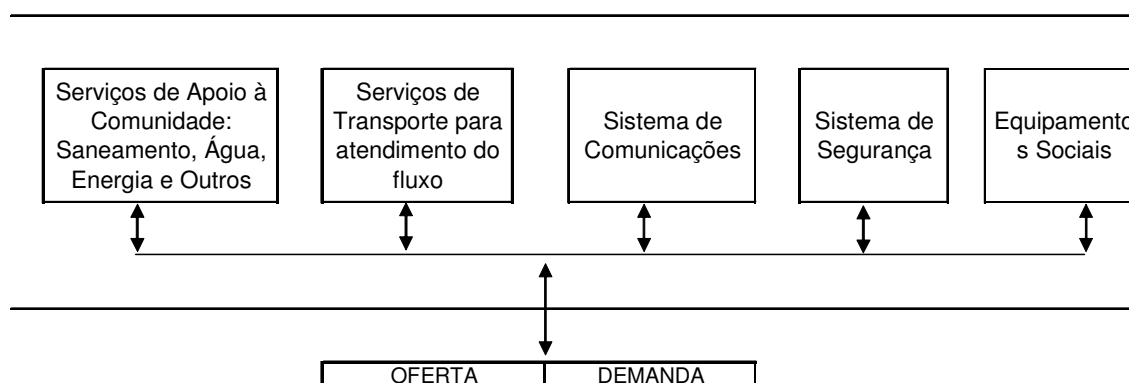 Serviços de Apoio à
Comunidade:
Saneamento, Água,
Energia e Outros
Serviços de
Transporte para
atendimento do
fluxo
Sistema de
Comunicações
Sistema de
Segurança
Equipamento
s Sociais
OFERTA
DEMANDA